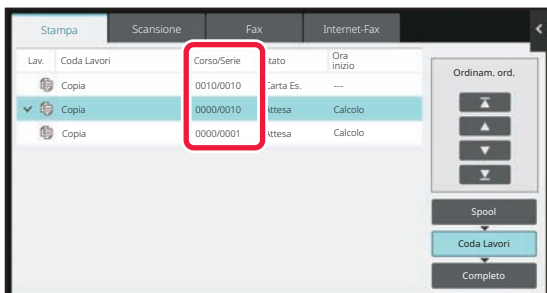 Stampa Scansione Fax Internet-Fax
Lav. Coda Lavori Corso/Serie tato Ora inizio
Copia 0010/0010 Carta Es. ---
Copia 0000/0010 Attesa Calcolo
Copia 0000/0001 Attesa Calcolo
Ordinam. ord.
Spool
Coda Lavori
Completo